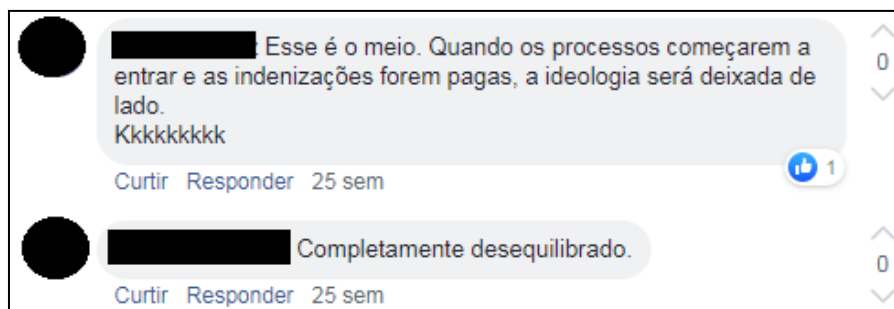 : Esse é o meio. Quando os processos começarem a
entrar e as indenizações forem pagas, a ideologia será deixada de
lado.
Kkkkkkkkk
0
1
Curtir Responder 25 sem
Completamente desequilibrado.
0
Curtir Responder 25 sem